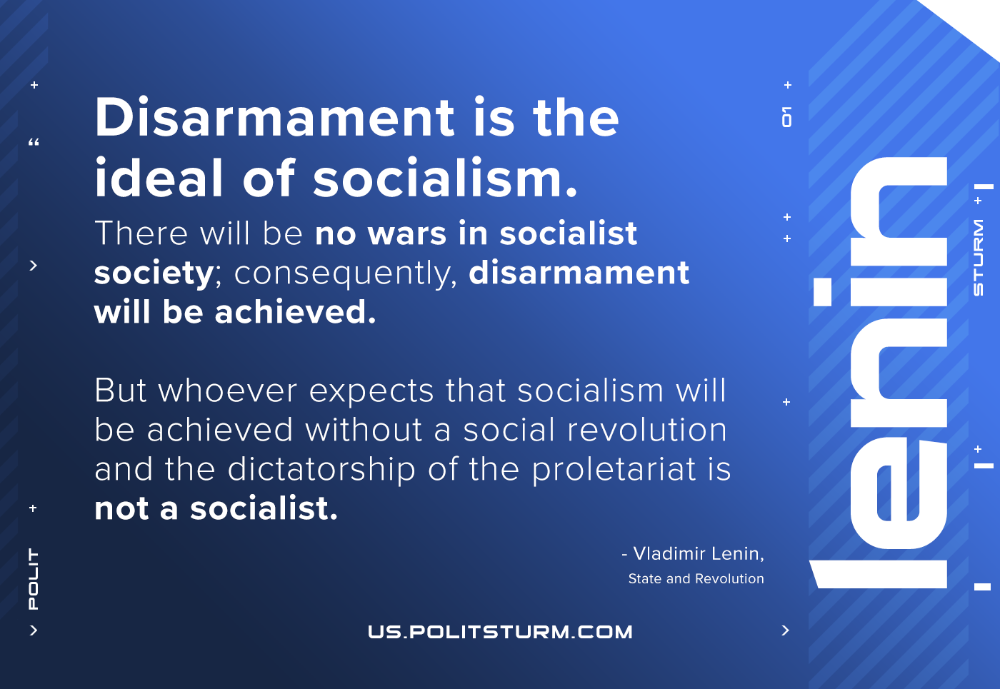 Disarmament is the
ideal of socialism.
There will be no wars in socialist
society; consequently, disarmament
will be achieved.
But whoever expects that socialism will
be achieved without a social revolution
and the dictatorship of the proletariat is
not a socialist.
- Vladimir Lenin,
State and Revolution
US.POLITSTURM.COM
“
POLIT
01
lenin
STURM